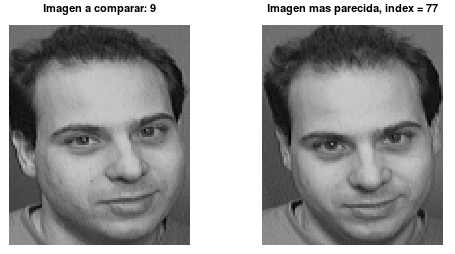 Imagen a comparar: 9
Imagen mas parecida, index = 77